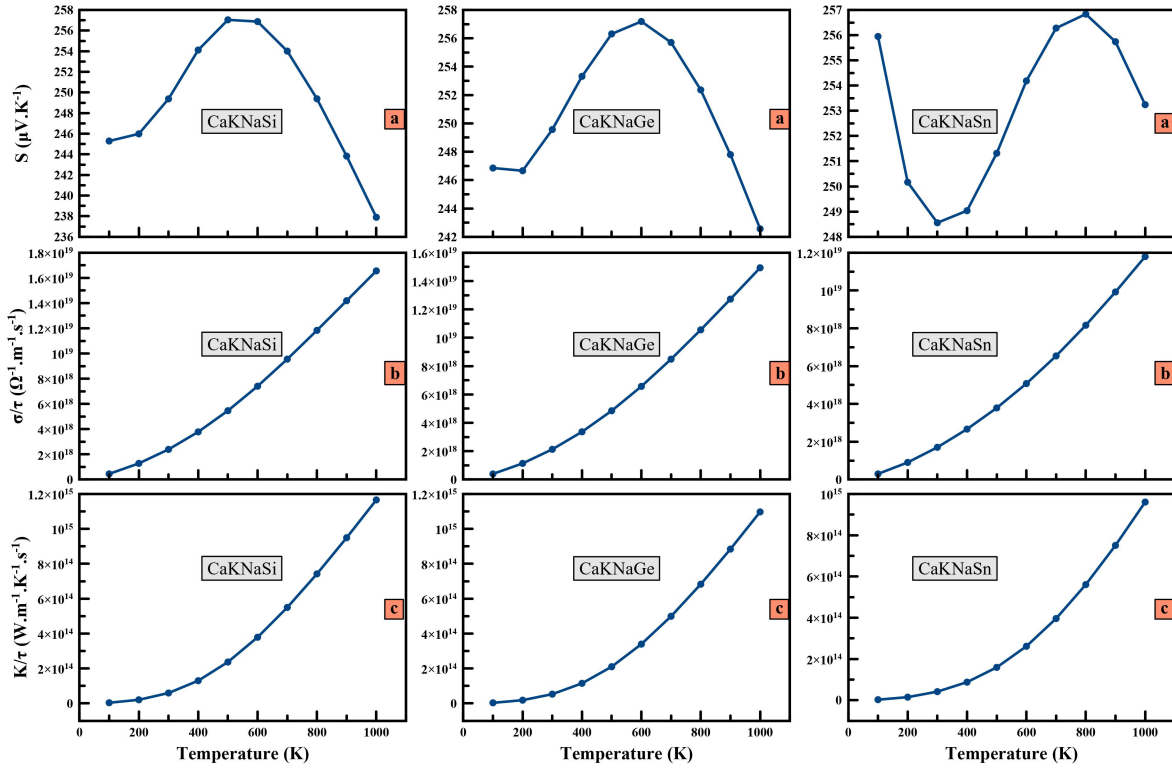 S (μV.K⁻¹)
258
256
254
252
250
248
246
244
242
240
238
236
CaKNaSi
a
258
256
254
252
250
248
246
244
242
CaKNaGe
a
257
256
255
254
253
252
251
250
249
248
CaKNaSn
a
σ/τ (Ω⁻¹.m⁻¹.s⁻¹)
1.8×10¹⁹
1.6×10¹⁹
1.4×10¹⁹
1.2×10¹⁹
10¹⁹
8×10¹⁸
6×10¹⁸
4×10¹⁸
2×10¹⁸
0
CaKNaSi
b
1.6×10¹⁹
1.4×10¹⁹
1.2×10¹⁹
10¹⁹
8×10¹⁸
6×10¹⁸
4×10¹⁸
2×10¹⁸
0
CaKNaGe
b
1.2×10¹⁹
10¹⁹
8×10¹⁸
6×10¹⁸
4×10¹⁸
2×10¹⁸
0
CaKNaSn
b
K/τ (W.m⁻¹.K⁻¹.s⁻¹)
1.2×10¹⁵
10¹⁵
8×10¹⁴
6×10¹⁴
4×10¹⁴
2×10¹⁴
0
CaKNaSi
c
0 200 400 600 800 1000
Temperature (K)
1.2×10¹⁵
10¹⁵
8×10¹⁴
6×10¹⁴
4×10¹⁴
2×10¹⁴
0
CaKNaGe
c
0 200 400 600 800 1000
Temperature (K)
10¹⁵
8×10¹⁴
6×10¹⁴
4×10¹⁴
2×10¹⁴
0
CaKNaSn
c
0 200 400 600 800 1000
Temperature (K)